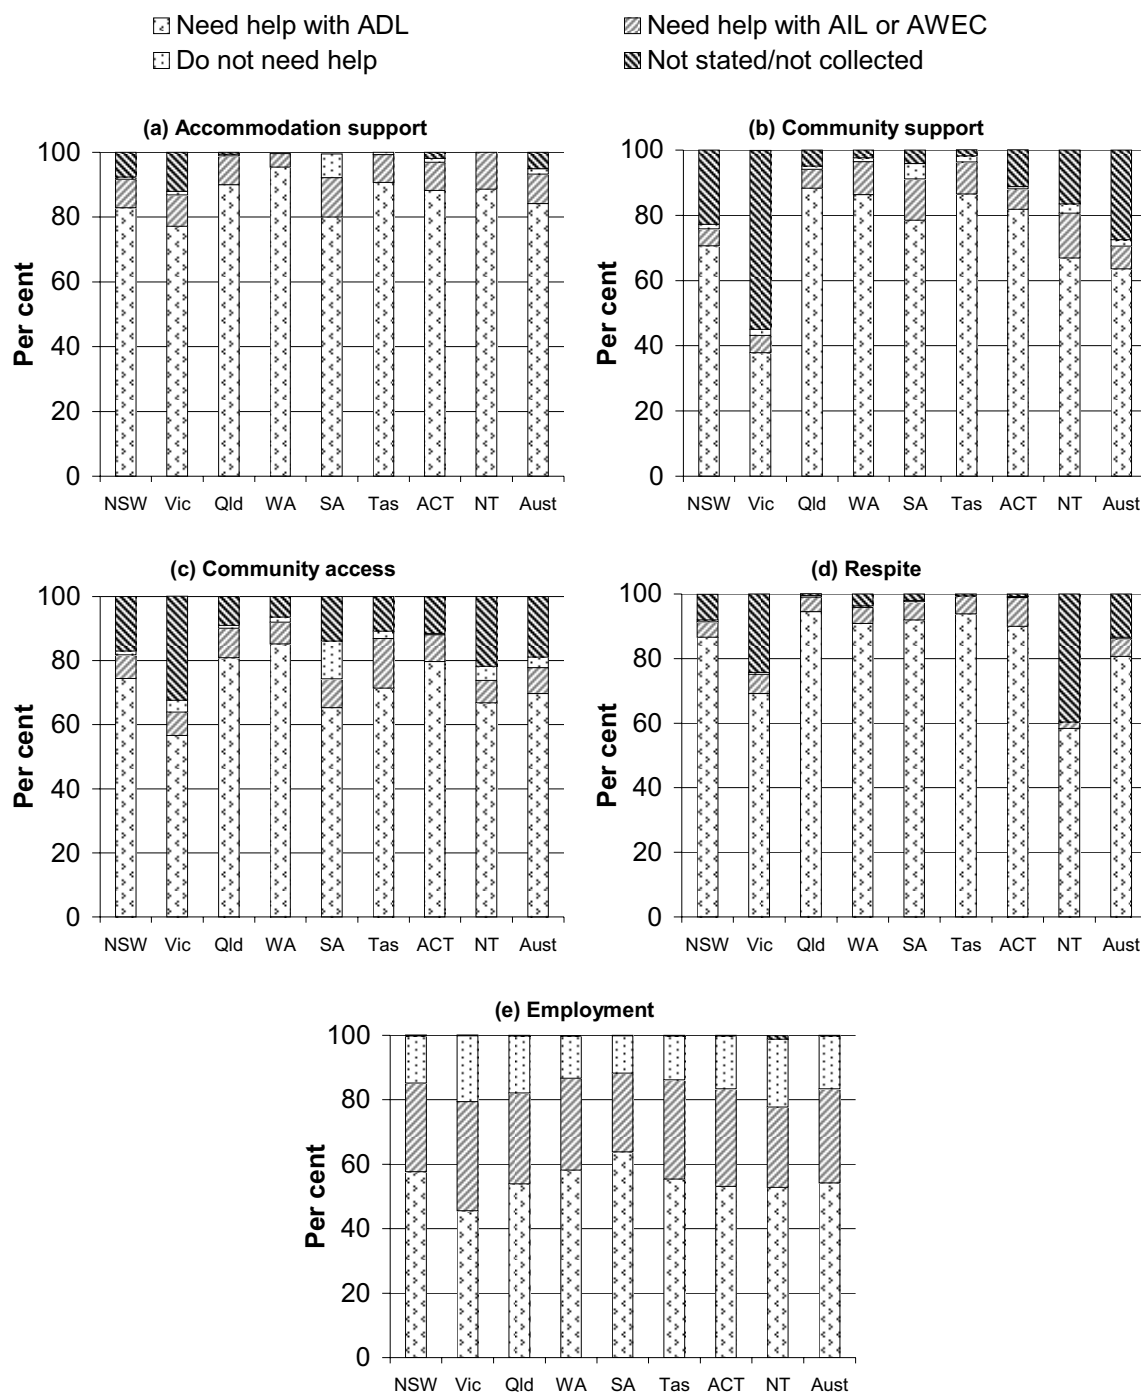 Need help with ADL
Need help with AIL or AWEC
Do not need help
Not stated/not collected
(a) Accommodation support
Per cent
100
80
60
40
20
0
NSW Vic Qld WA SA Tas ACT NT Aust
(b) Community support
Per cent
100
80
60
40
20
0
NSW Vic Qld WA SA Tas ACT NT Aust
(c) Community access
Per cent
100
80
60
40
20
0
NSW Vic Qld WA SA Tas ACT NT Aust
(d) Respite
Per cent
100
80
60
40
20
0
NSW Vic Qld WA SA Tas ACT NT Aust
(e) Employment
Per cent
100
80
60
40
20
0
NSW Vic Qld WA SA Tas ACT NT Aust